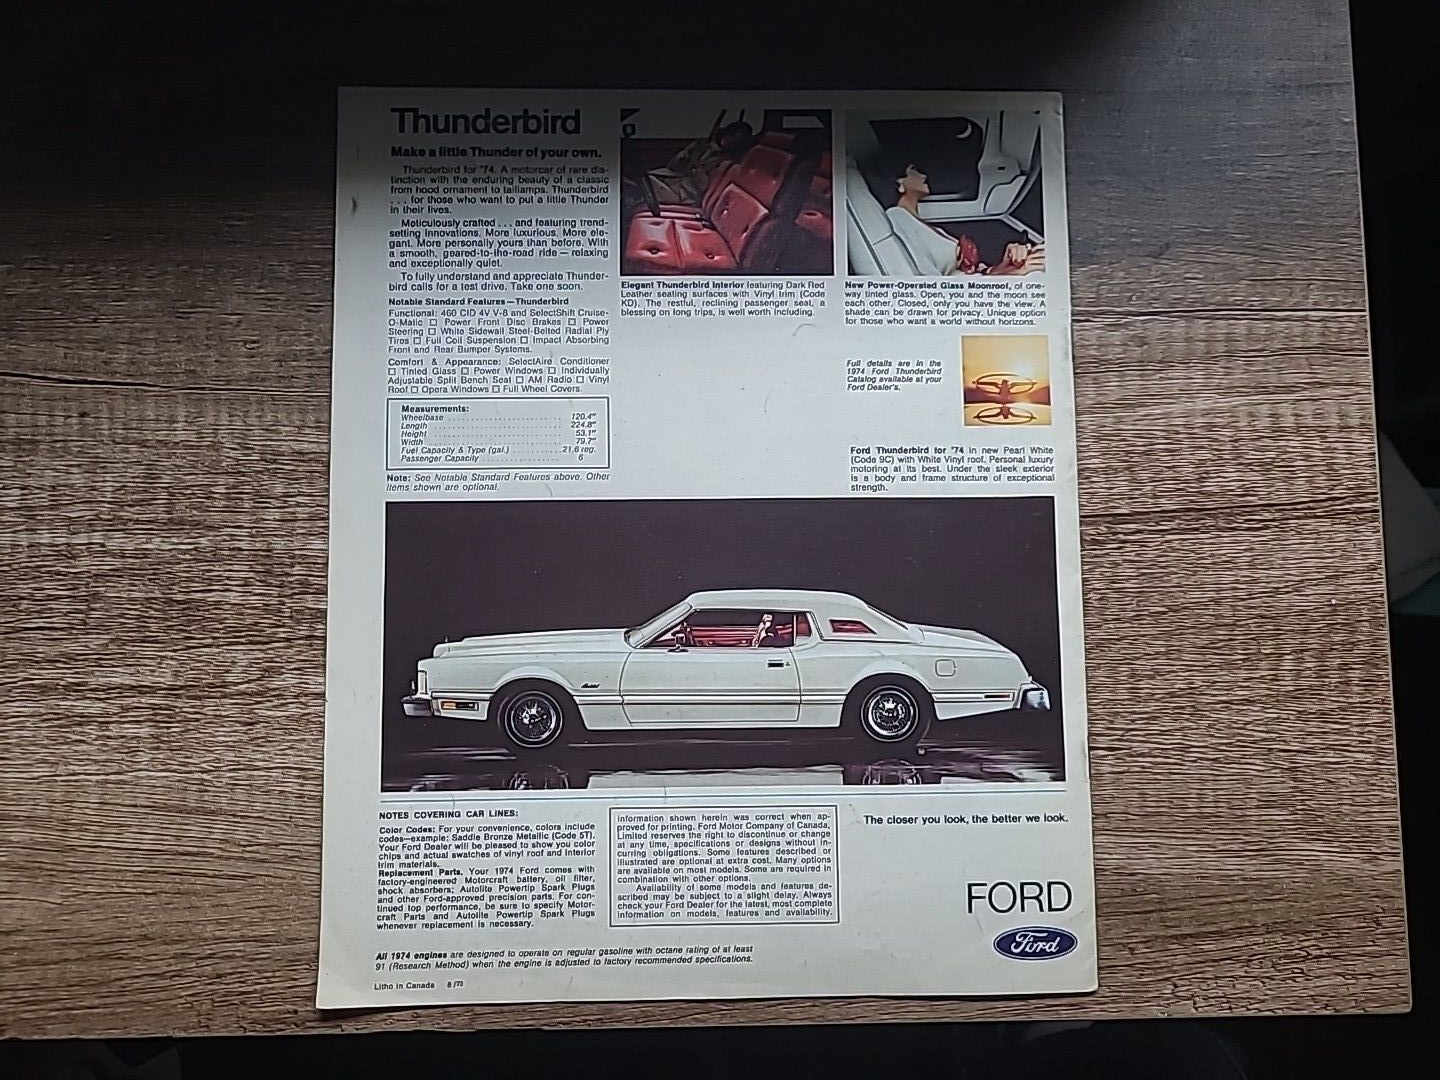 Thunderbird
Make a little Thunder of your own.
Thunderbird for '74. A motorcar of rare dis-
tinction with the enduring beauty of a classic
from hood ornament to taillamps. Thunderbird
. . . for those who want to put a little Thunder
in their lives.
Meticulously crafted . . . and featuring trend-
setting innovations. More luxurious. More ele-
gant. More personally yours than before. With
a smooth, geared-to-the-road ride — relaxing
and exceptionally quiet.
To fully understand and appreciate Thunder-
bird calls for a test drive. Take one soon.
Notable Standard Features — Thunderbird
Functional: 460 CID 4V V-8 and SelectShift Cruise-
O-Matic □ Power Front Disc Brakes □ Power
Steering □ White Sidewall Steel-Belted Radial Ply
Tires □ Full Coil Suspension □ Impact Absorbing
Front and Rear Bumper Systems.
Comfort & Appearance: SelectAire Conditioner
□ Tinted Glass □ Power Windows □ Individually
Adjustable Split Bench Seat □ AM Radio □ Vinyl
Roof □ Opera Windows □ Full Wheel Covers.
Measurements:
Wheelbase . . . . . . . . . . . . . . . . . . . . . . 120.4"
Length . . . . . . . . . . . . . . . . . . . . . . . . 224.8"
Height . . . . . . . . . . . . . . . . . . . . . . . . 53.1"
Width . . . . . . . . . . . . . . . . . . . . . . . . 79.7"
Fuel Capacity & Type (gal.) . . . . . . . . . . 21.6 reg.
Passenger Capacity . . . . . . . . . . . . . . . . . 6
Note: See Notable Standard Features above. Other
items shown are optional.
Elegant Thunderbird Interior featuring Dark Red
Leather seating surfaces with Vinyl trim (Code
KD). The restful, reclining passenger seat, a
blessing on long trips, is well worth including.
New Power-Operated Glass Moonroof, of one-
way tinted glass. Open, you and the moon see
each other. Closed, only you have the view. A
shade can be drawn for privacy. Unique option
for those who want a world without horizons.
Full details are in the
1974 Ford Thunderbird
Catalog available at your
Ford Dealer's.
Ford Thunderbird for '74 in new Pearl White
(Code 9C) with White Vinyl roof. Personal luxury
motoring at its best. Under the sleek exterior
is a body and frame structure of exceptional
strength.
NOTES COVERING CAR LINES:
Color Codes: For your convenience, colors include
codes—example: Saddle Bronze Metallic (Code 5T).
Your Ford Dealer will be pleased to show you color
chips and actual swatches of vinyl roof and interior
trim materials.
Replacement Parts. Your 1974 Ford comes with
factory-engineered Motorcraft battery, oil filter,
shock absorbers; Autolite Powertip Spark Plugs
and other Ford-approved precision parts. For con-
tinued top performance, be sure to specify Motor-
craft Parts and Autolite Powertip Spark Plugs
whenever replacement is necessary.
Information shown herein was correct when ap-
proved for printing. Ford Motor Company of Canada,
Limited reserves the right to discontinue or change
at any time, specifications or designs without in-
curring obligations. Some features described or
illustrated are optional at extra cost. Many options
are available on most models. Some are required in
combination with other options.
Availability of some models and features de-
scribed may be subject to a slight delay. Always
check your Ford Dealer for the latest, most complete
information on models, features and availability.
The closer you look, the better we look.
FORD
Ford
All 1974 engines are designed to operate on regular gasoline with octane rating of at least
91 (Research Method) when the engine is adjusted to factory recommended specifications.
Litho in Canada 8/73